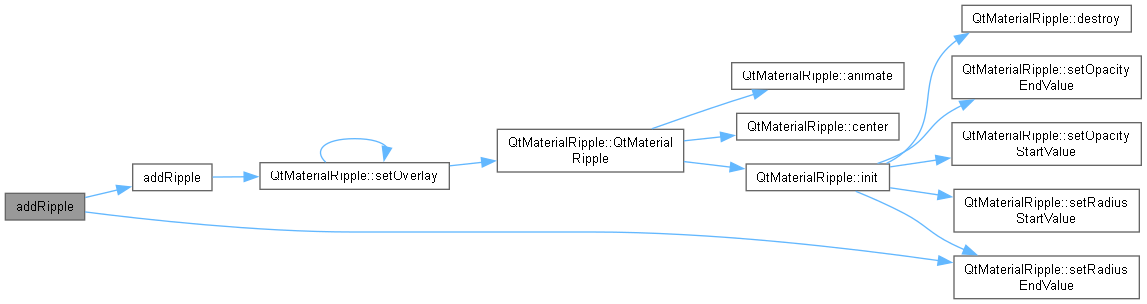 addRipple
addRipple
QtMaterialRipple::setOverlay
QtMaterialRipple::QtMaterial
Ripple
QtMaterialRipple::animate
QtMaterialRipple::center
QtMaterialRipple::init
QtMaterialRipple::destroy
QtMaterialRipple::setOpacity
EndValue
QtMaterialRipple::setOpacity
StartValue
QtMaterialRipple::setRadius
StartValue
QtMaterialRipple::setRadius
EndValue